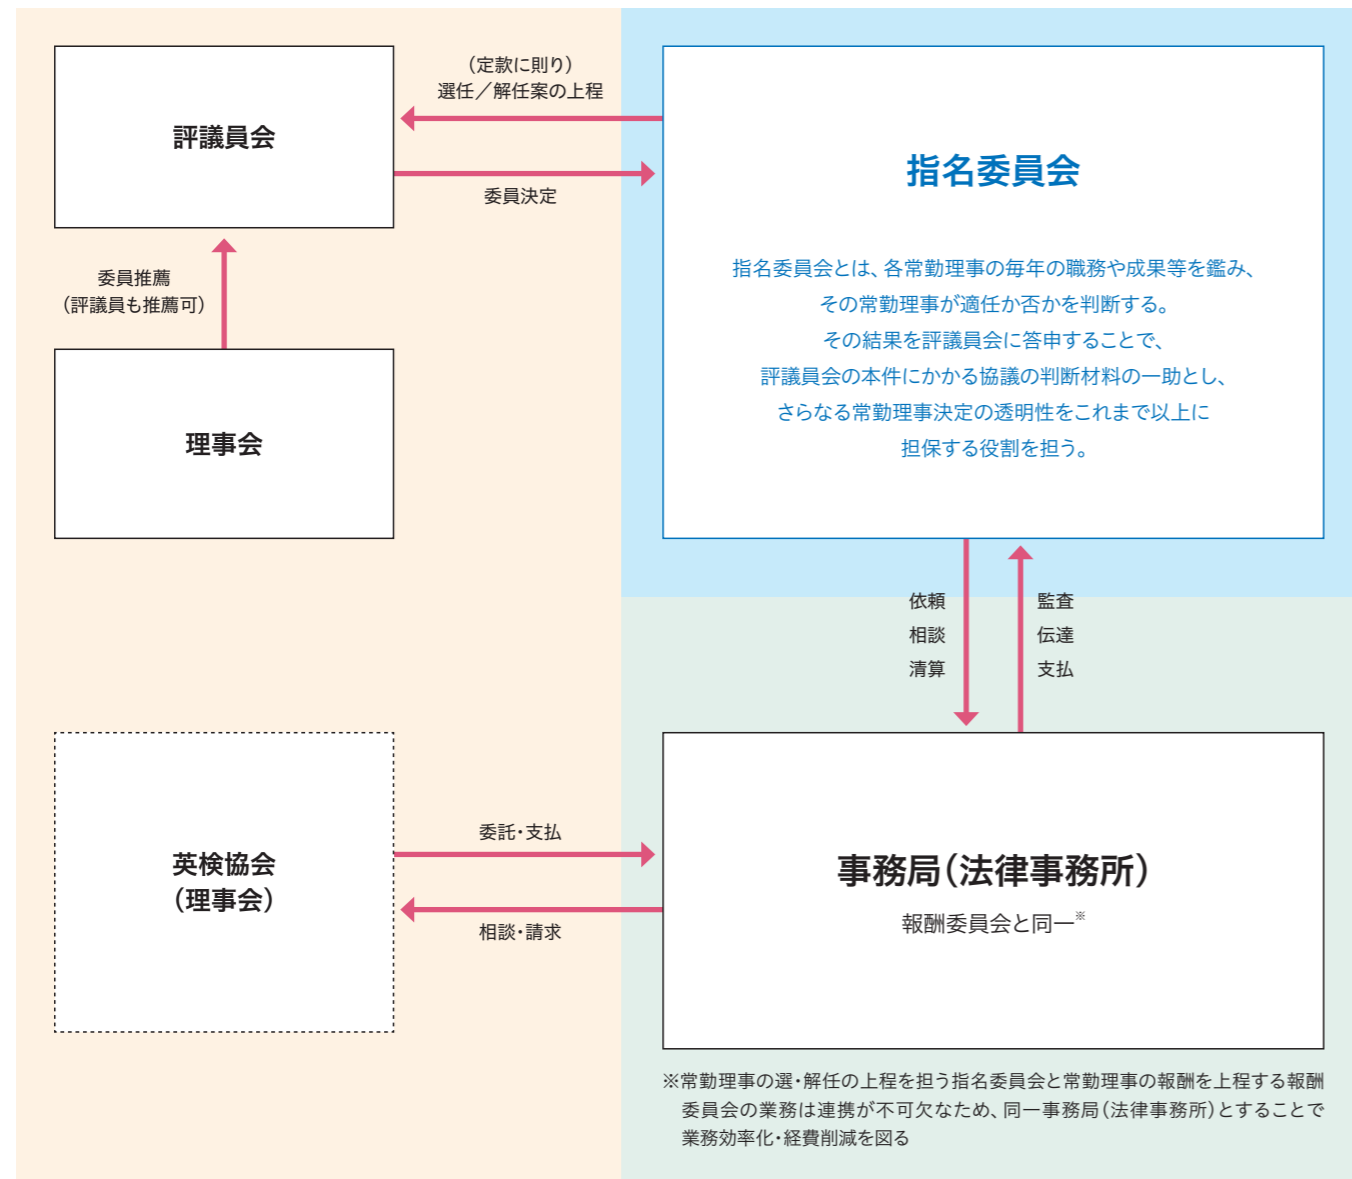 評議員会
(定款に則り)
選任／解任案の上程
委員決定
指名委員会
指名委員会とは、各常勤理事の毎年の職務や成果等を鑑み、
その常勤理事が適任か否かを判断する。
その結果を評議員会に答申することで、
評議員会の本件にかかる協議の判断材料の一助とし、
さらなる常勤理事決定の透明性をこれまで以上に
担保する役割を担う。
委員推薦
(評議員も推薦可)
理事会
依頼
相談
清算
監査
伝達
支払
英検協会
(理事会)
委託・支払
相談・請求
事務局(法律事務所)
報酬委員会と同一※
※常勤理事の選・解任の上程を担う指名委員会と常勤理事の報酬を上程する報酬
委員会の業務は連携が不可欠なため、同一事務局(法律事務所)とすることで
業務効率化・経費削減を図る